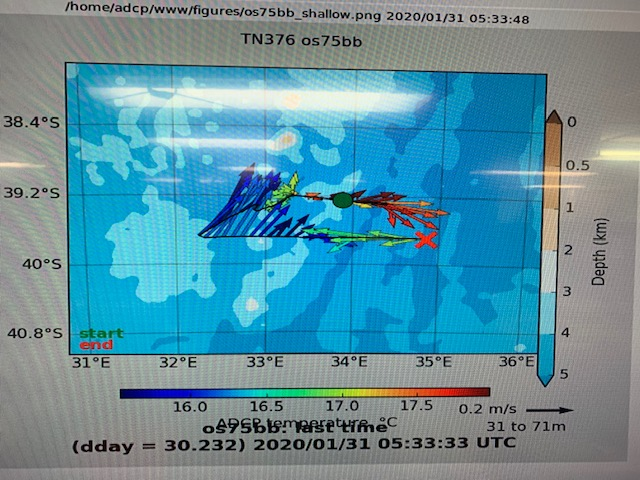 /home/adcp/www/figures/os75bb_shallow.png 2020/01/31 05:33:48
TN376 os75bb
38.4°S
39.2°S
40°S
40.8°S
start
end
31°E 32°E 33°E 34°E 35°E 36°E
0
0.5
1
2
3
4
5
Depth (km)
16.0 16.5 17.0 17.5
ADCP temperature, °C
0.2 m/s
31 to 71m
os75bb: last time
(dday = 30.232) 2020/01/31 05:33:33 UTC